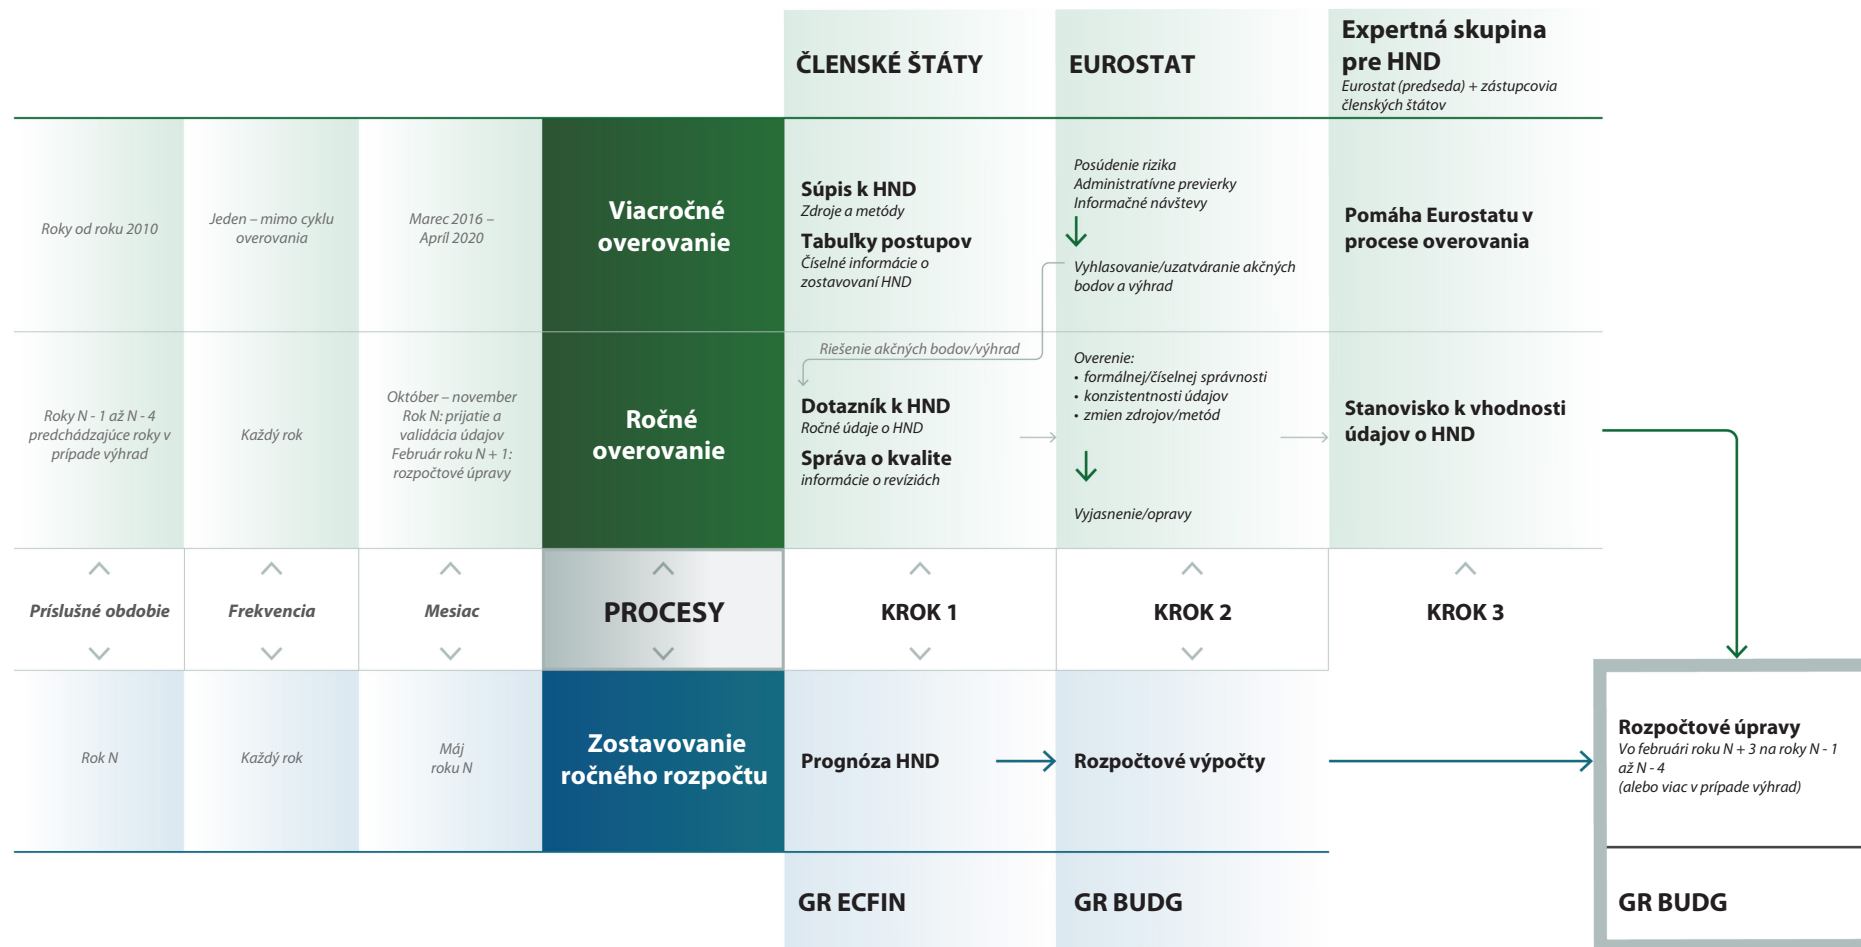 ČLENSKÉ ŠTÁTY
EUROSTAT
Expertná skupina
pre HND
Eurostat (predseda) + zástupcovia
členských štátov
Roky od roku 2010
Jeden – mimo cyklu
overovania
Marec 2016 –
Apríl 2020
Viacročné
overovanie
Súpis k HND
Zdroje a metódy
Tabuľky postupov
Číselné informácie o
zostavovaní HND
Posúdenie rizika
Administratívne previerky
Informačné návštevy
Vyhlasovanie/uzatváranie akčných
bodov a výhrad
Pomáha Eurostatu v
procese overovania
Riešenie akčných bodov/výhrad
Roky N - 1 až N - 4
predchádzajúce roky v
prípade výhrad
Každý rok
Október – november
Rok N: prijatie a
validácia údajov
Február roku N + 1:
rozpočtové úpravy
Ročné
overovanie
Dotazník k HND
Ročné údaje o HND
Správa o kvalite
informácie o revíziách
Overenie:
• formálnej/číselnej správnosti
• konzistentnosti údajov
• zmien zdrojov/metód
Vyjasnenie/opravy
Stanovisko k vhodnosti
údajov o HND
Príslušné obdobie
Frekvencia
Mesiac
PROCESY
KROK 1
KROK 2
KROK 3
Rok N
Každý rok
Máj
roku N
Zostavovanie
ročného rozpočtu
Prognóza HND
Rozpočtové výpočty
Rozpočtové úpravy
Vo februári roku N + 3 na roky N - 1
až N - 4
(alebo viac v prípade výhrad)
GR ECFIN
GR BUDG
GR BUDG